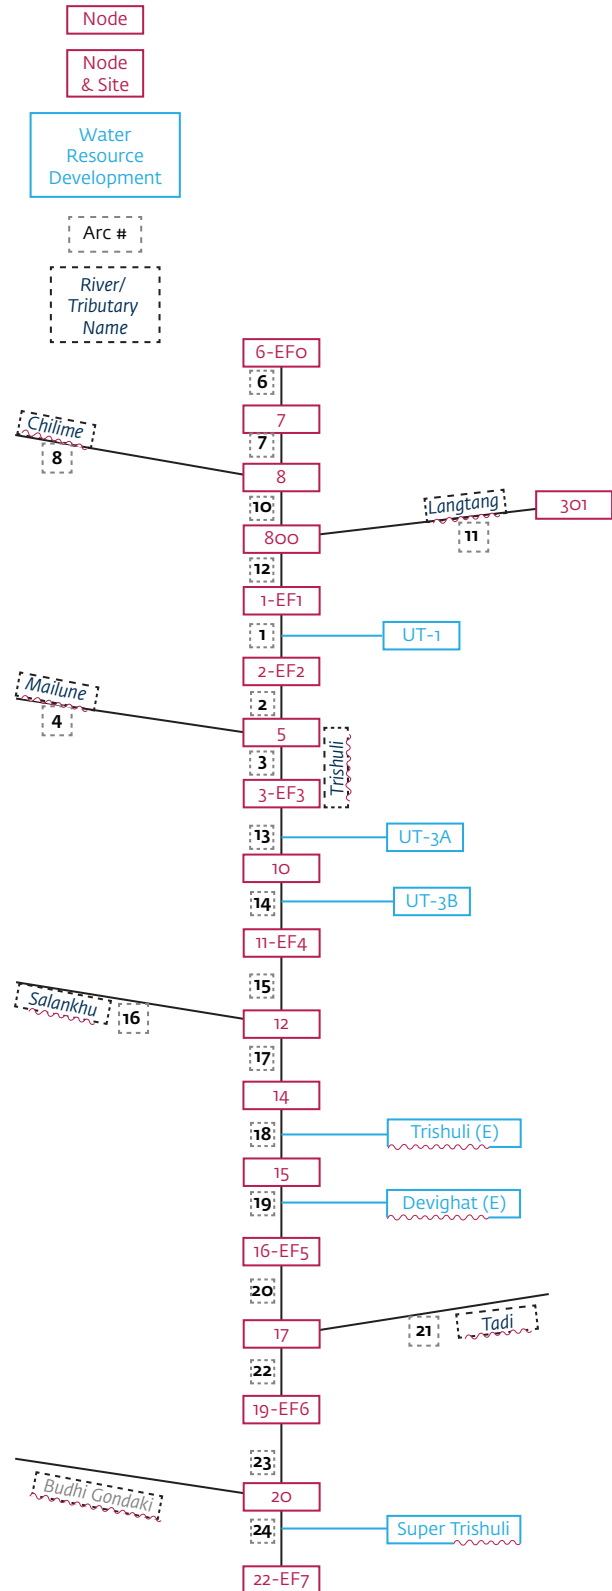 Node
Node
& Site
Water
Resource
Development
Arc #
River/
Tributary
Name
6-EF0
6
7
Chilime
7
8
8
10
Langtang
301
11
800
12
1-EF1
1
UT-1
2-EF2
Mailune
2
4
5
Trishuli
3
3-EF3
13
UT-3A
10
14
UT-3B
11-EF4
15
Salankhu
16
12
17
14
18
Trishuli (E)
15
19
Devighat (E)
16-EF5
20
17
21
Tadi
22
19-EF6
23
Budhi Gondaki
20
24
Super Trishuli
22-EF7